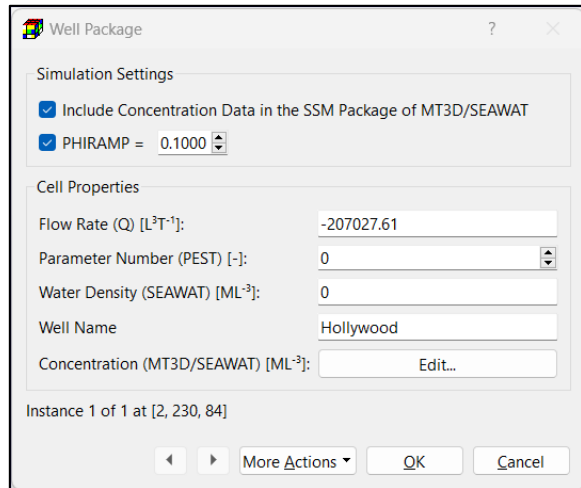 Well Package ?
Simulation Settings
Include Concentration Data in the SSM Package of MT3D/SEAWAT
PHIRAMP = 0.1000
Cell Properties
Flow Rate (Q) [L³T⁻¹]: -207027.61
Parameter Number (PEST) [-]: 0
Water Density (SEAWAT) [ML⁻³]: 0
Well Name Hollywood
Concentration (MT3D/SEAWAT) [ML⁻³]: Edit...
Instance 1 of 1 at [2, 230, 84]
More Actions OK Cancel